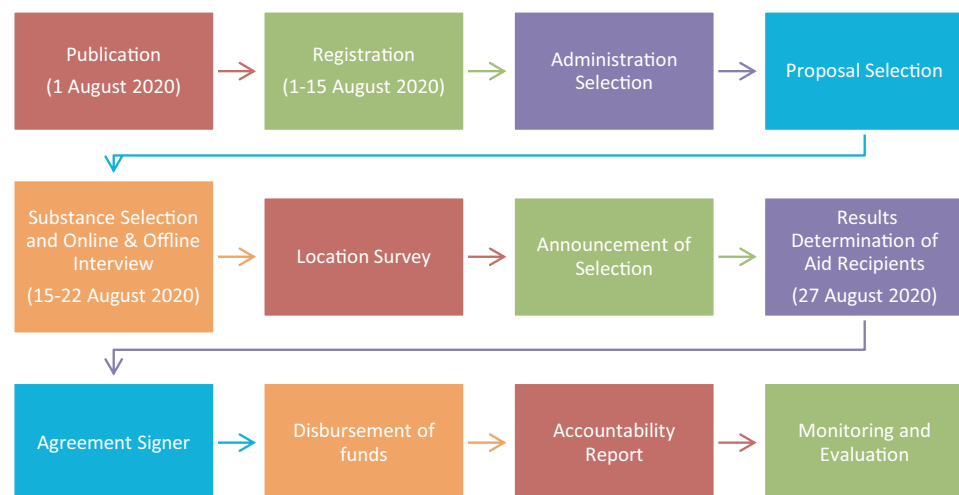 Publication
(1 August 2020)
Registration
(1-15 August 2020)
Administration
Selection
Proposal Selection
Substance Selection
and Online & Offline
Interview
(15-22 August 2020)
Location Survey
Announcement of
Selection
Results
Determination of
Aid Recipients
(27 August 2020)
Agreement Signer
Disbursement of
funds
Accountability
Report
Monitoring and
Evaluation